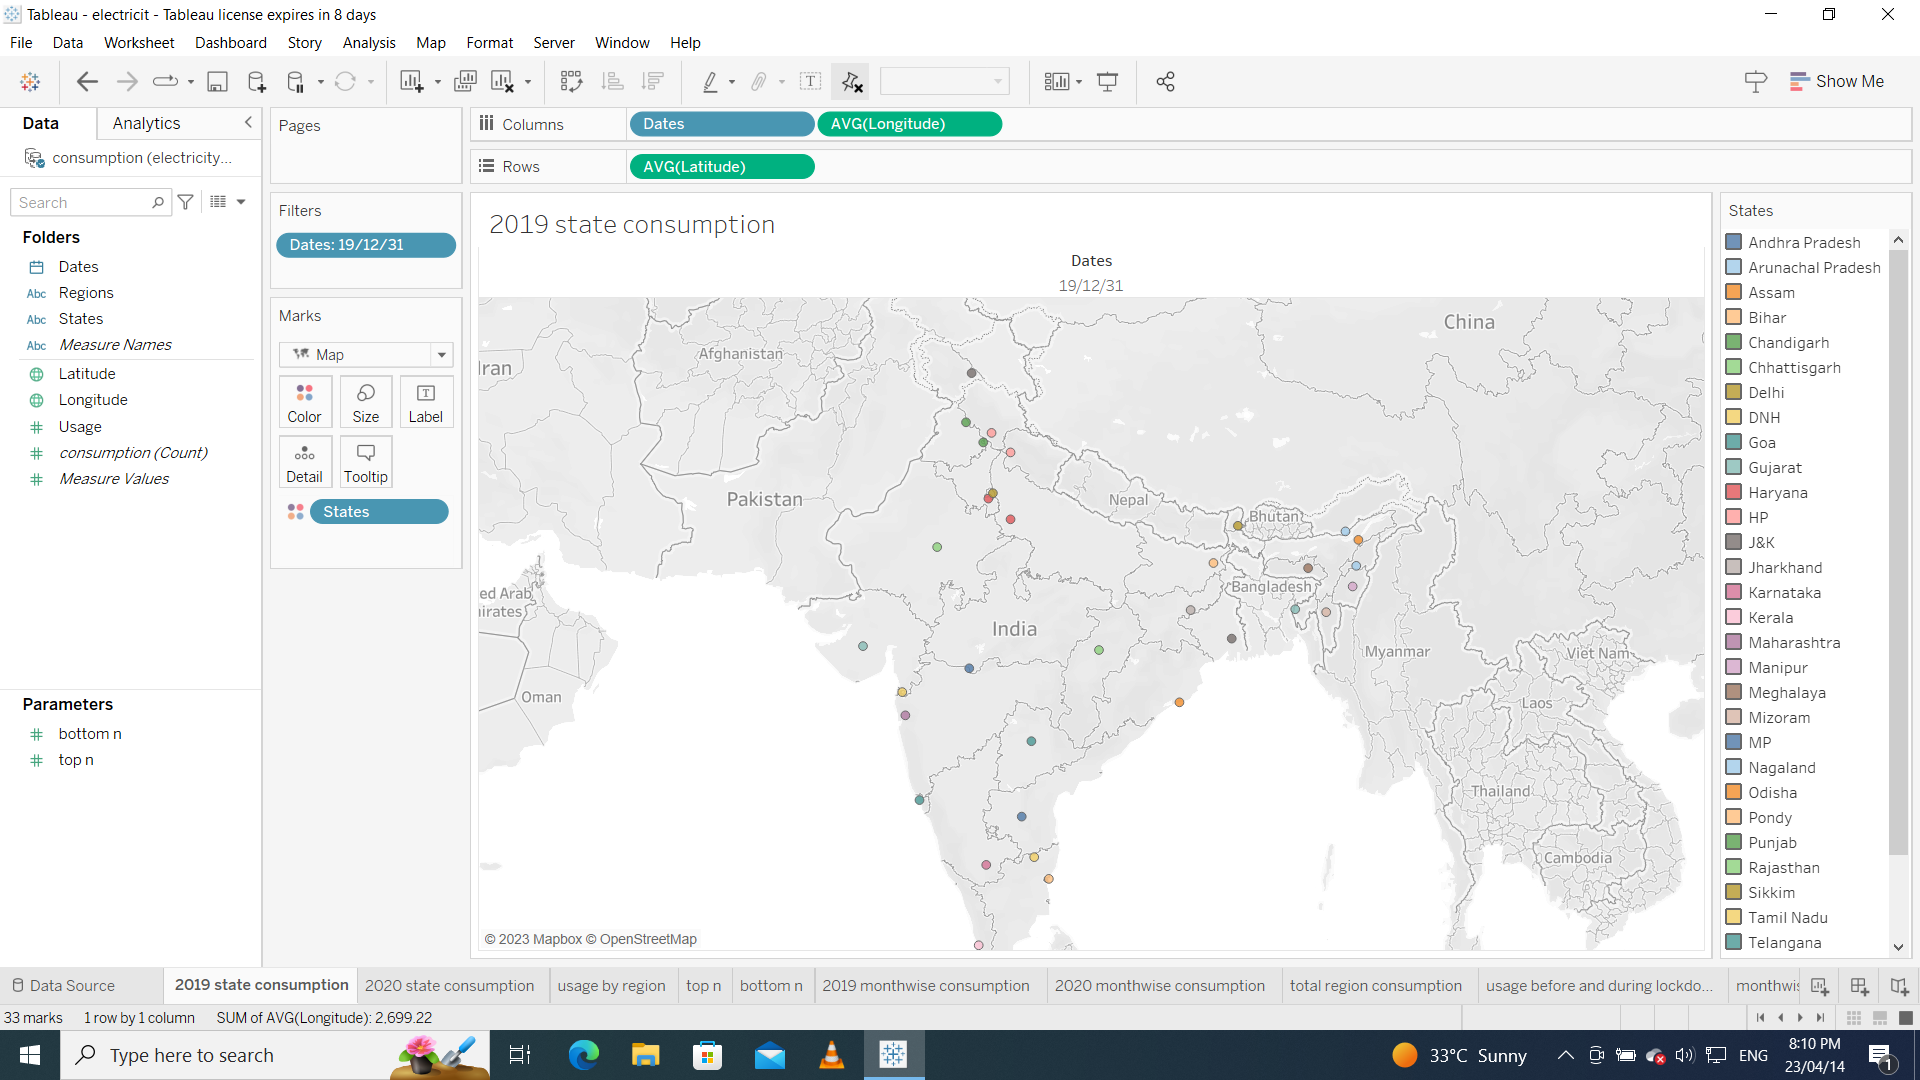 Tableau - electricit - Tableau license expires in 8 days
File Data Worksheet Dashboard Story Analysis Map Format Server Window Help
Show Me
Data Analytics
consumption (electricity...
Search
Folders
Dates
Regions
Abc
States
Abc
Measure Names
Abc
Latitude
Longitude
Usage
consumption (Count)
Measure Values
Parameters
bottom n
top n
Pages
Filters
Dates: 19/12/31
Marks
Map
Color Size Label
Detail Tooltip
States
Columns Dates AVG(Longitude)
Rows AVG(Latitude)
2019 state consumption
Dates
19/12/31
China
Afghanistan
Iran
Pakistan
Nepal
Bhutan
ed Arab
irates
Bangladesh
India
Myanmar
Viet Nam
Oman
Laos
Thailand
Cambodia
© 2023 Mapbox © OpenStreetMap
States
Andhra Pradesh
Arunachal Pradesh
Assam
Bihar
Chandigarh
Chhattisgarh
Delhi
DNH
Goa
Gujarat
Haryana
HP
J&K
Jharkhand
Karnataka
Kerala
Maharashtra
Manipur
Meghalaya
Mizoram
MP
Nagaland
Odisha
Pondy
Punjab
Rajasthan
Sikkim
Tamil Nadu
Telangana
Data Source 2019 state consumption 2020 state consumption usage by region top n bottom n 2019 monthwise consumption 2020 monthwise consumption total region consumption usage before and during lockdo... monthwis
33 marks 1 row by 1 column SUM of AVG(Longitude): 2,699.22
Type here to search
33°C Sunny
ENG
8:10 PM
23/04/14
1